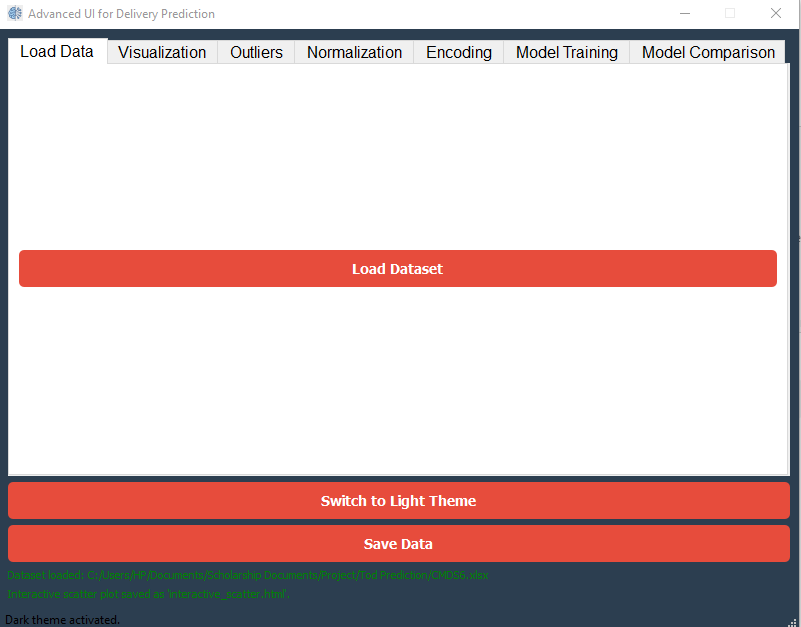 Advanced UI for Delivery Prediction
Load Data Visualization Outliers Normalization Encoding Model Training Model Comparison
Load Dataset
Switch to Light Theme
Save Data
Dataset loaded: C:/Users/HP/Documents/Scholarship Documents/Project/Tod Prediction/CMDS6.xlsx
Interactive scatter plot saved as 'interactive_scatter.html'.
Dark theme activated.